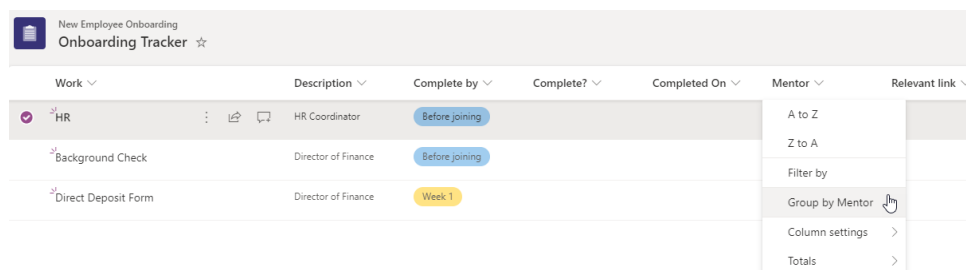 New Employee Onboarding
Onboarding Tracker
Work Description Complete by Complete? Completed On Mentor Relevant link
HR HR Coordinator Before joining A to Z
Z to A
Background Check Director of Finance Before joining
Filter by
Direct Deposit Form Director of Finance Week 1 Group by Mentor
Column settings
Totals